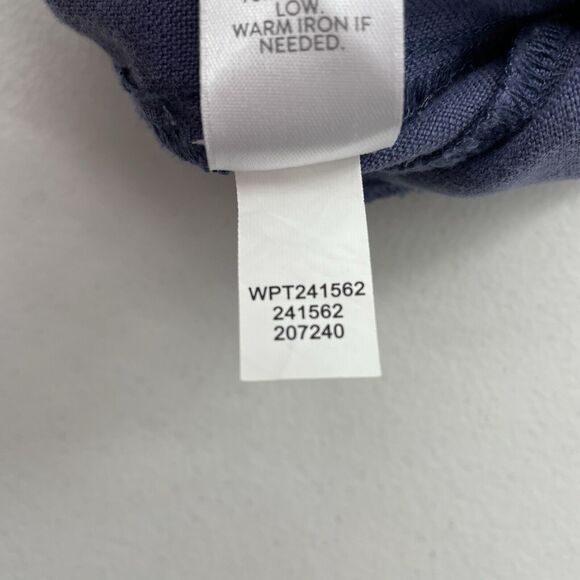 LOW.
WARM IRON IF
NEEDED.
WPT241562
241562
207240